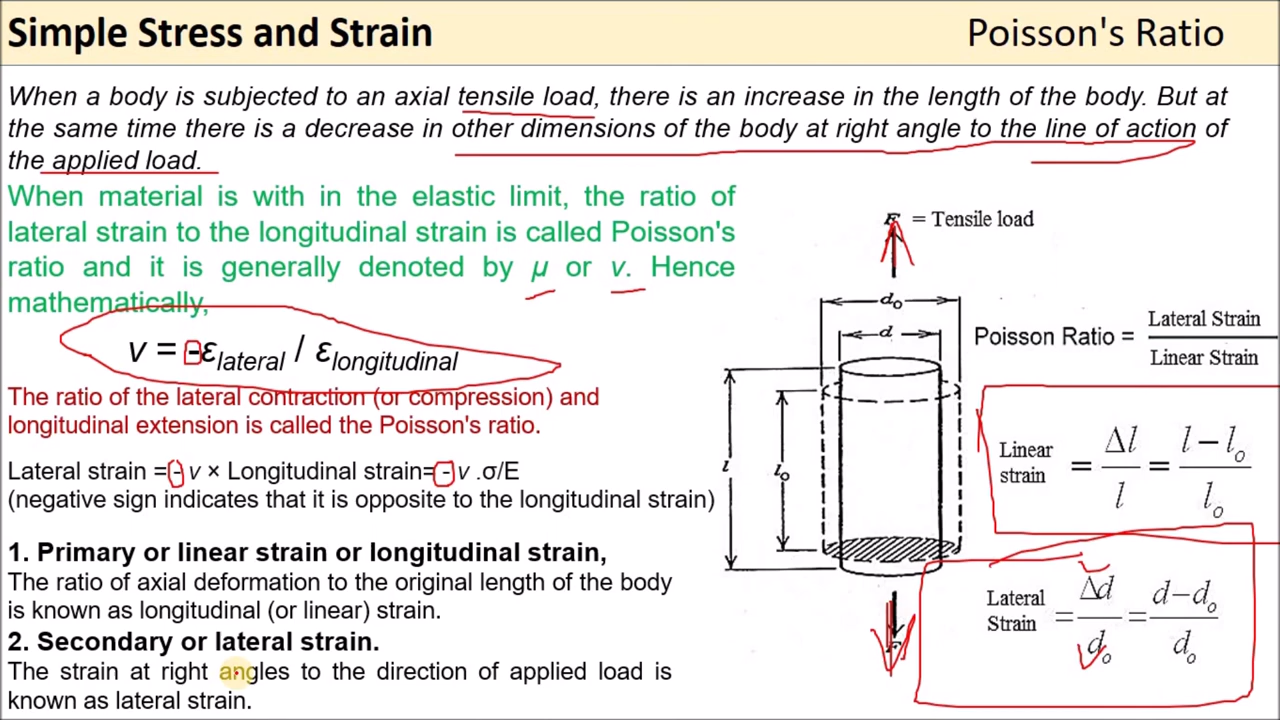 Simple Stress and Strain
Poisson's Ratio
When a body is subjected to an axial tensile load, there is an increase in the length of the body. But at
the same time there is a decrease in other dimensions of the body at right angle to the line of action of
the applied load.
When material is with in the elastic limit, the ratio of
lateral strain to the longitudinal strain is called Poisson's
ratio and it is generally denoted by μ or v. Hence
mathematically,
v = -ε_lateral / ε_longitudinal
The ratio of the lateral contraction (or compression) and
longitudinal extension is called the Poisson's ratio.
Lateral strain =- v × Longitudinal strain=- v .σ/E
(negative sign indicates that it is opposite to the longitudinal strain)
1. Primary or linear strain or longitudinal strain,
The ratio of axial deformation to the original length of the body
is known as longitudinal (or linear) strain.
2. Secondary or lateral strain.
The strain at right angles to the direction of applied load is
known as lateral strain.
F = Tensile load
d_o
d
l
l_o
F
Poisson Ratio = Lateral Strain / Linear Strain
Linear strain = Δl / l = l – l_o / l_o
Lateral Strain = Δd / d_o = d – d_o / d_o